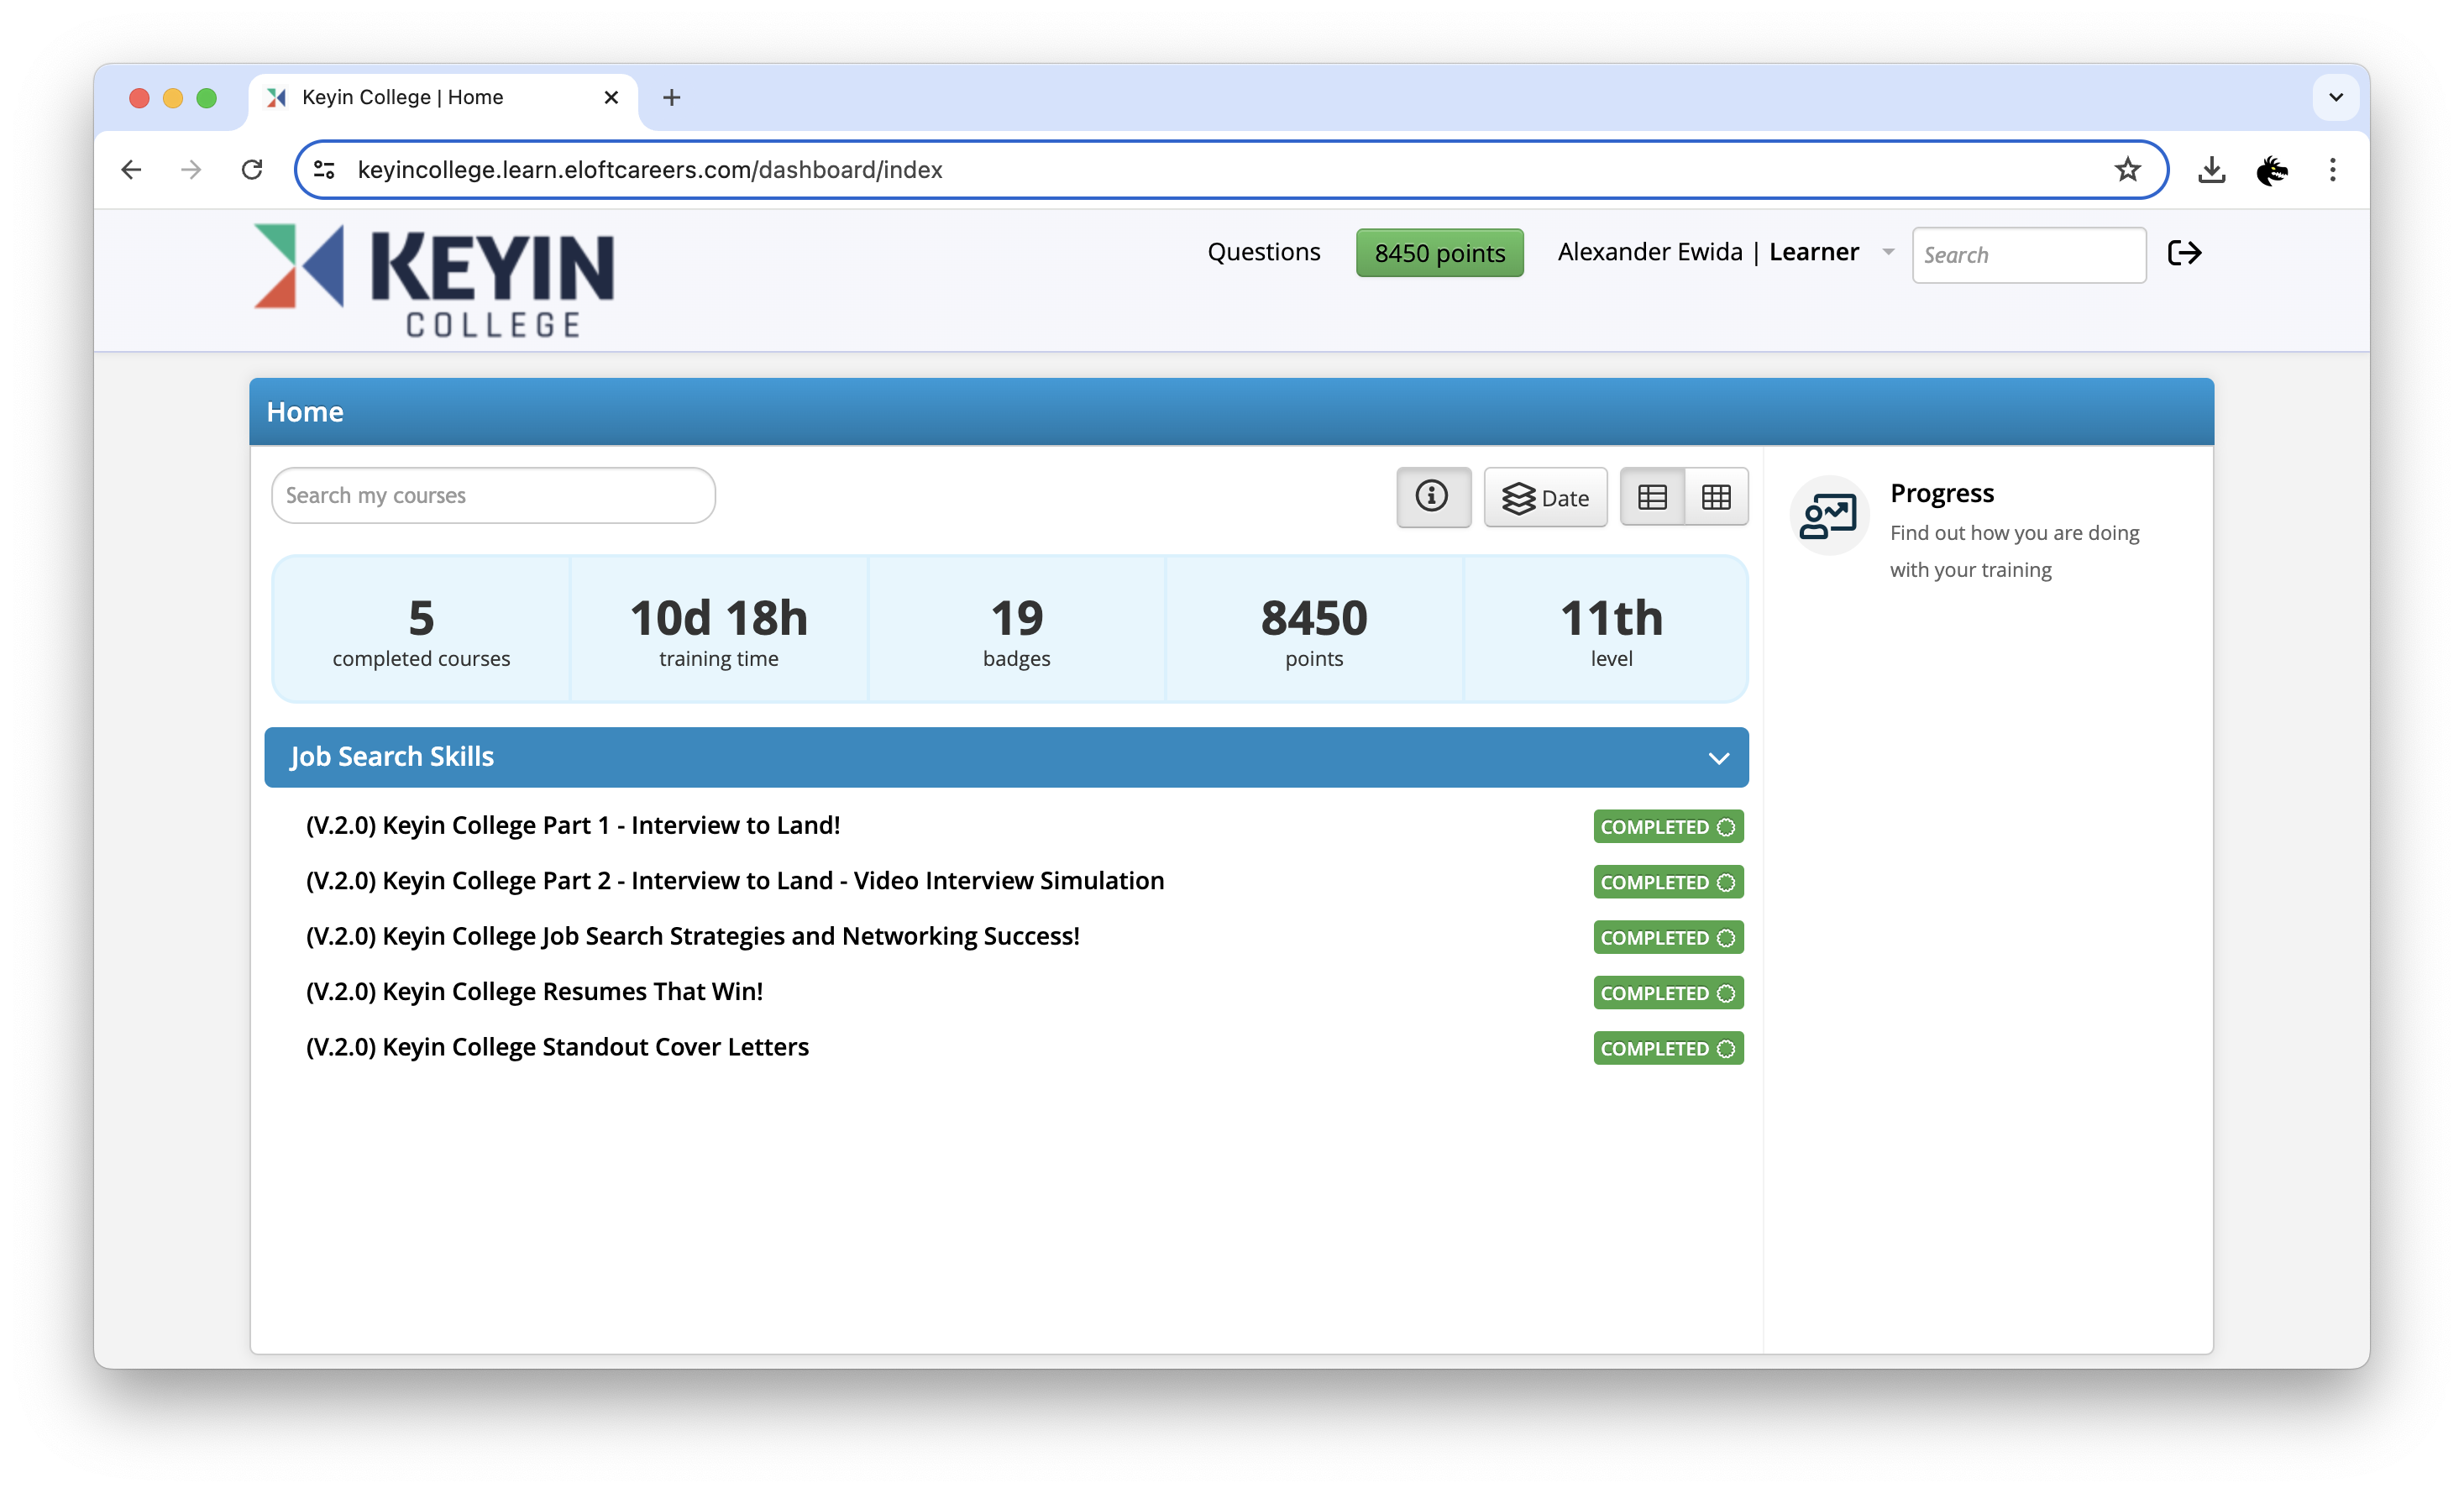 Keyin College | Home
keyincollege.learn.eloftcareers.com/dashboard/index
KEYIN
COLLEGE
Questions
8450 points
Alexander Ewida | Learner
Search
Home
Search my courses
Date
Progress
Find out how you are doing
with your training
5
completed courses
10d 18h
training time
19
badges
8450
points
11th
level
Job Search Skills
(V.2.0) Keyin College Part 1 - Interview to Land!
COMPLETED
(V.2.0) Keyin College Part 2 - Interview to Land - Video Interview Simulation
COMPLETED
(V.2.0) Keyin College Job Search Strategies and Networking Success!
COMPLETED
(V.2.0) Keyin College Resumes That Win!
COMPLETED
(V.2.0) Keyin College Standout Cover Letters
COMPLETED